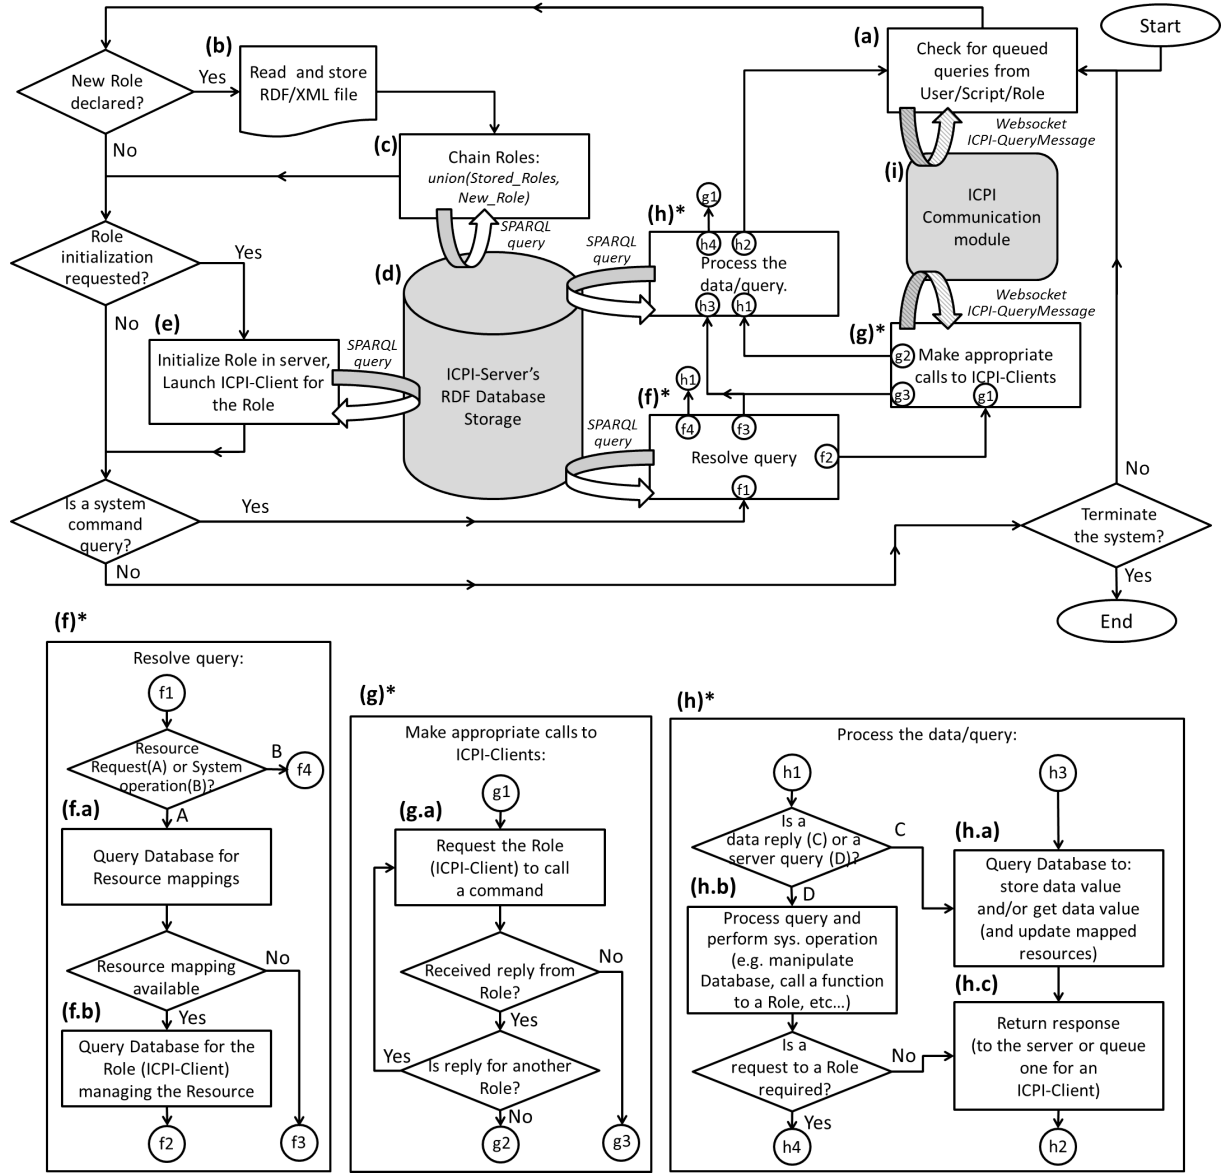 Start
(a)
Check for queued
queries from
User/Script/Role
(b)
Read and store
RDF/XML file
New Role
declared?
Yes
No
(c)
Chain Roles:
union(Stored_Roles,
New_Role)
SPARQL
query
Websocket
ICPI-QueryMessage
(i)
ICPI
Communication
module
Websocket
ICPI-QueryMessage
Role
initialization
requested?
Yes
No
(d)
ICPI-Server's
RDF Database
Storage
SPARQL
query
(h)*
g1
h4
h2
Process the
data/query.
h3
h1
(e)
Initialize Role in server,
Launch ICPI-Client for
the Role
SPARQL
query
(g)*
g2
Make appropriate
calls to ICPI-Clients
g3
g1
SPARQL
query
(f)*
h1
f4
f3
Resolve query
f2
f1
Is a system
command
query?
Yes
No
Terminate
the system?
No
Yes
End
(f)*
Resolve query:
f1
Resource
Request(A) or System
operation(B)?
B
f4
A
(f.a)
Query Database for
Resource mappings
Resource mapping
available
No
Yes
(f.b)
Query Database for the
Role (ICPI-Client)
managing the Resource
f2
f3
(g)*
Make appropriate calls to
ICPI-Clients:
g1
(g.a)
Request the Role
(ICPI-Client) to call
a command
Received reply from
Role?
No
Yes
Is reply for another
Role?
Yes
No
g2
g3
(h)*
Process the data/query:
h1
h3
Is a
data reply (C) or a
server query (D)?
C
D
(h.a)
Query Database to:
store data value
and/or get data value
(and update mapped
resources)
(h.b)
Process query and
perform sys. operation
(e.g. manipulate
Database, call a function
to a Role, etc...)
(h.c)
Return response
(to the server or queue
one for an
ICPI-Client)
Is a
request to a Role
required?
No
Yes
h4
h2